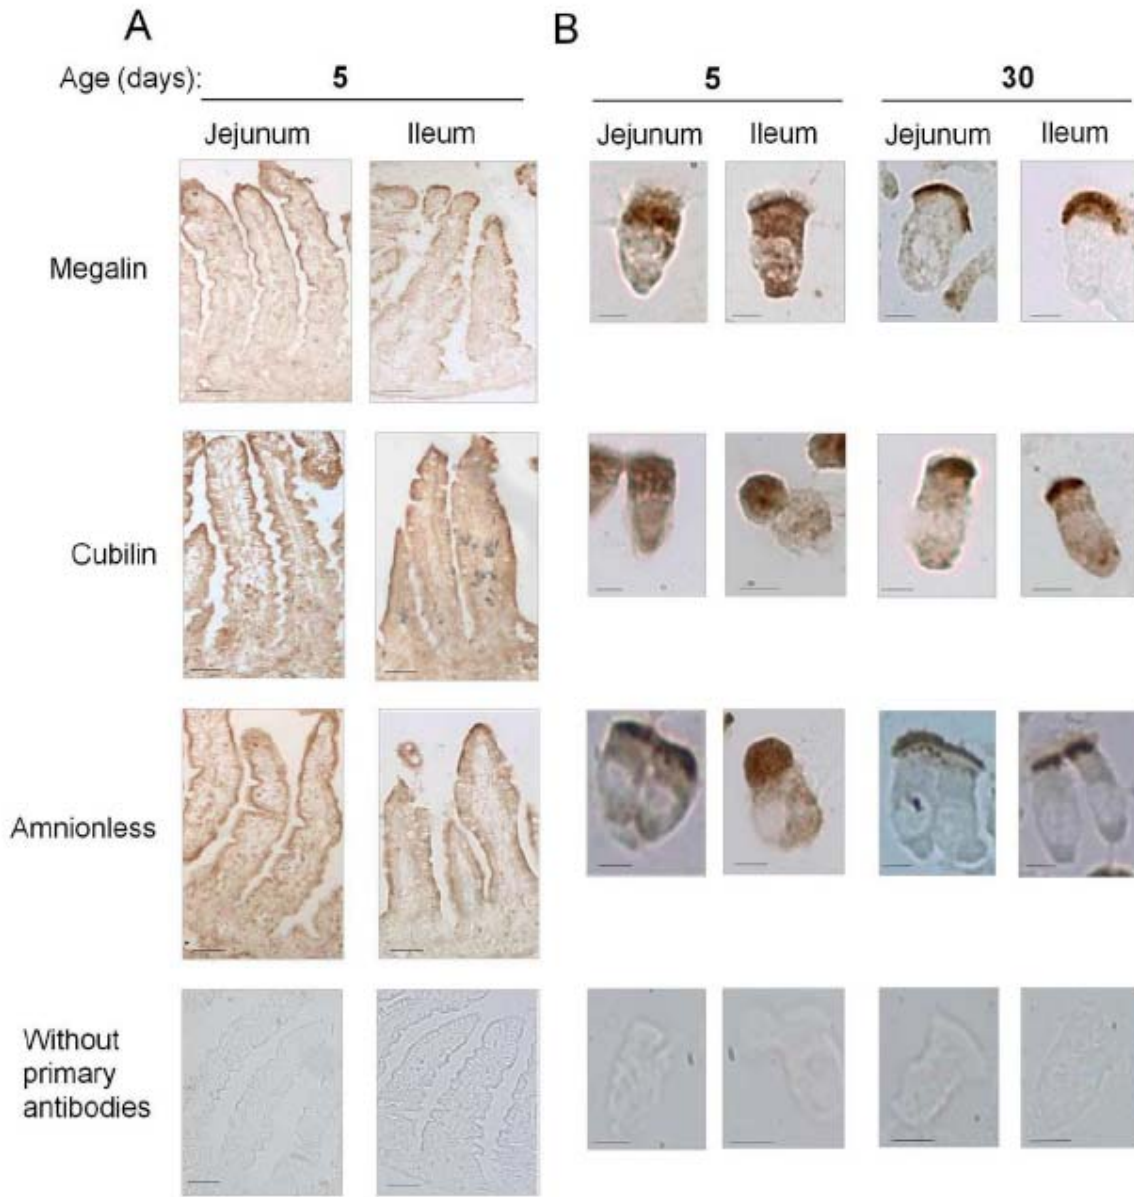 A
B
Age (days):
5
5
30
Jejunum
Ileum
Jejunum
Ileum
Jejunum
Ileum
Megalin
Cubilin
Amnionless
Without
primary
antibodies